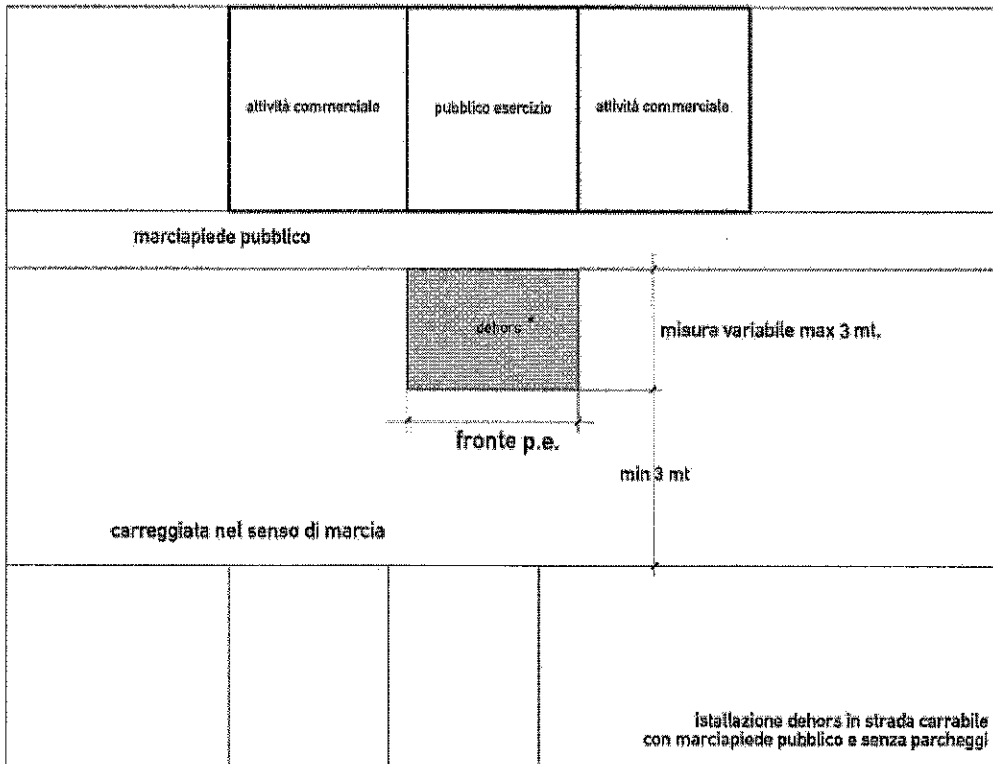 attività commerciale
pubblico esercizio
attività commerciale
marciapiede pubblico
dehors *
misura variabile max 3 mt.
fronte p.e.
min 3 mt
carreggiata nel senso di marcia
istallazione dehors in strada carrabile
con marciapiede pubblico e senza parcheggi